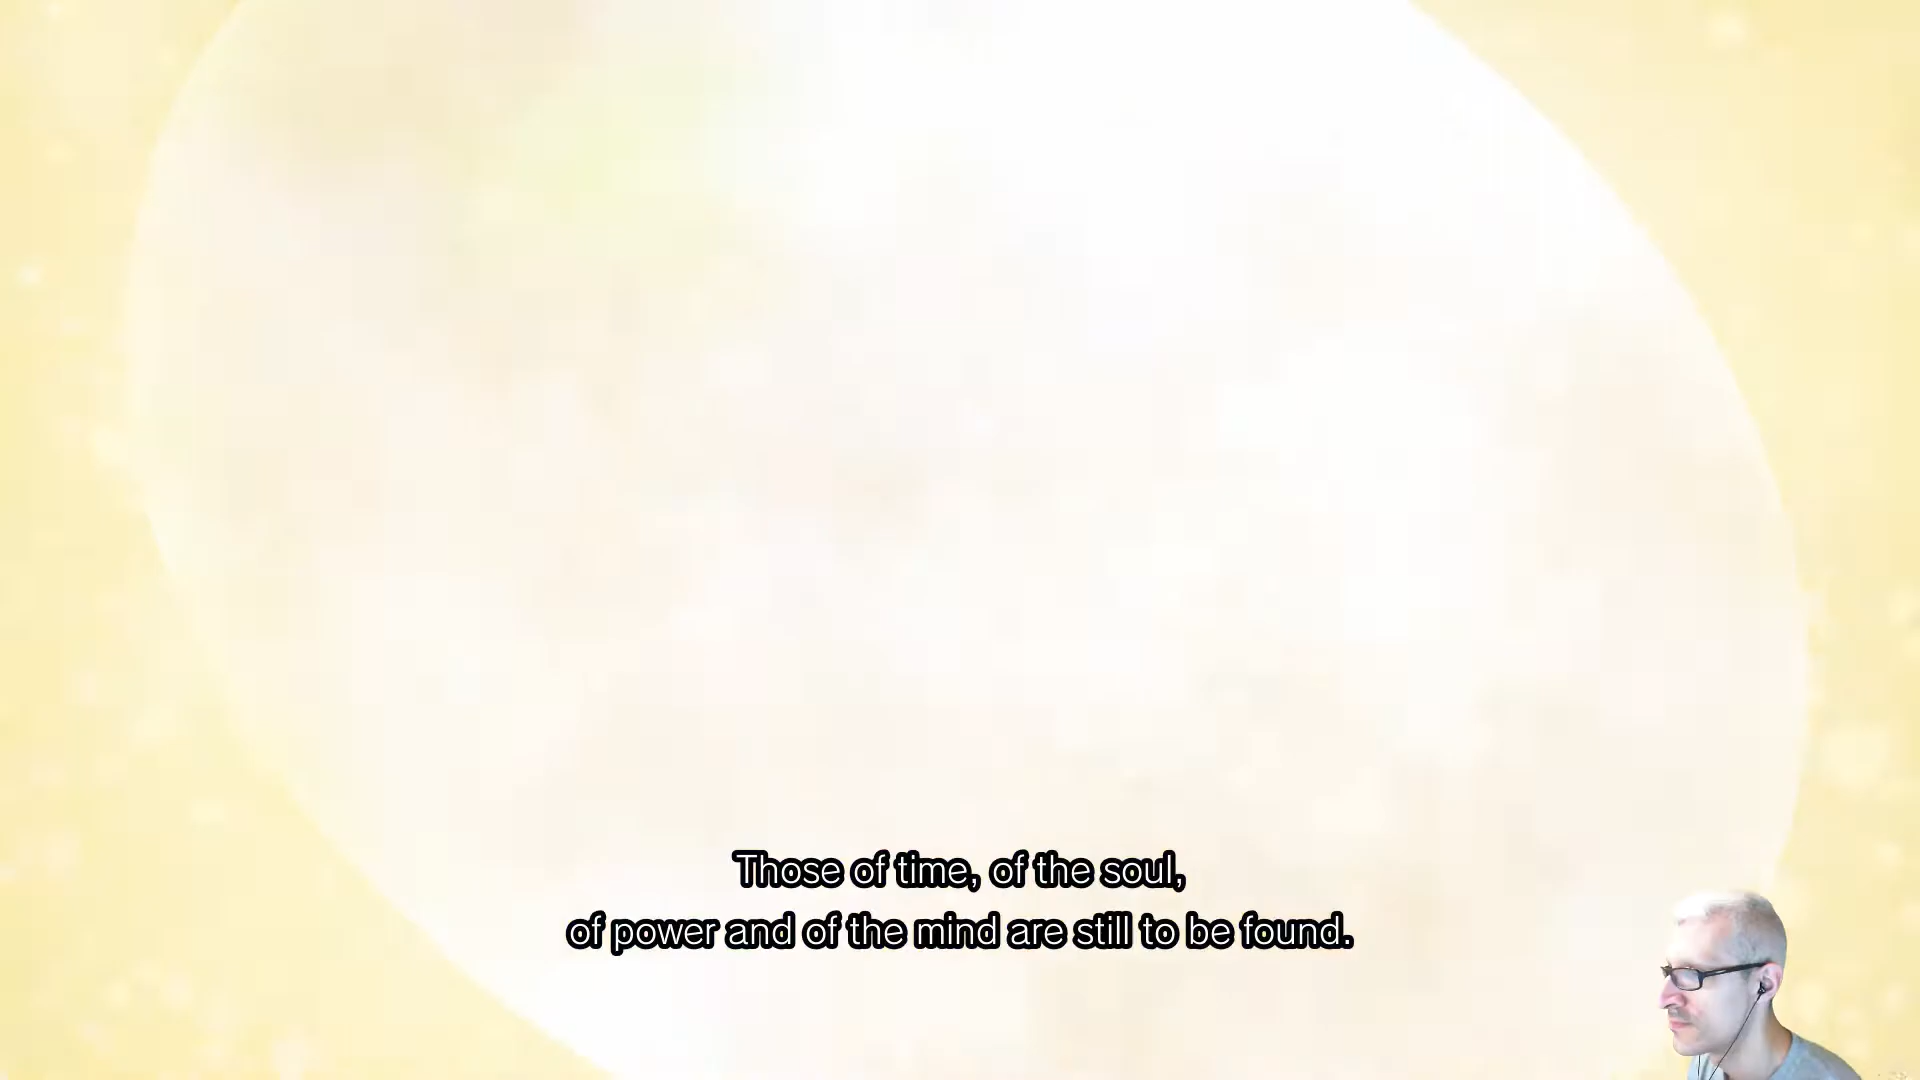 Those of time, of the soul,
of power and of the mind are still to be found.